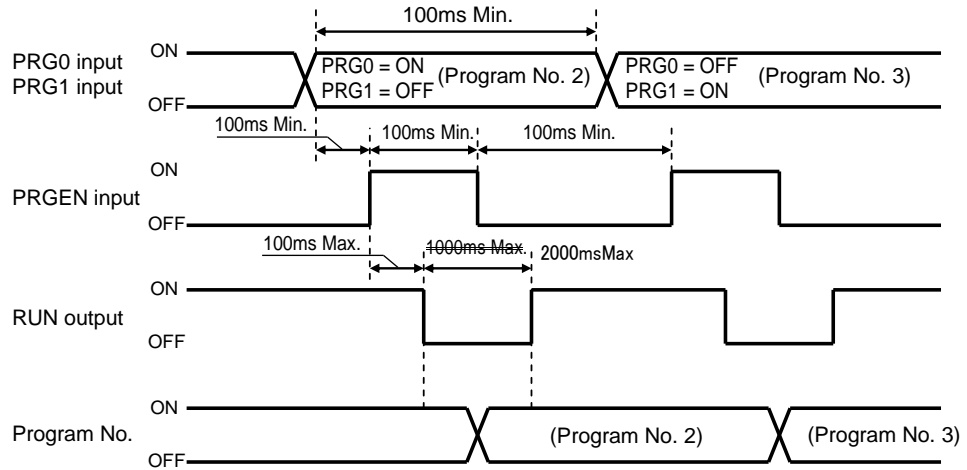 100ms Min.
ON
PRG0 input
PRG1 input
OFF
PRG0 = ON
PRG1 = OFF
(Program No. 2)
PRG0 = OFF
PRG1 = ON
(Program No. 3)
100ms Min.
100ms Min.
100ms Min.
ON
PRGEN input
OFF
100ms Max.
1000ms Max.
2000msMax
ON
RUN output
OFF
ON
Program No.
(Program No. 2)
(Program No. 3)
OFF